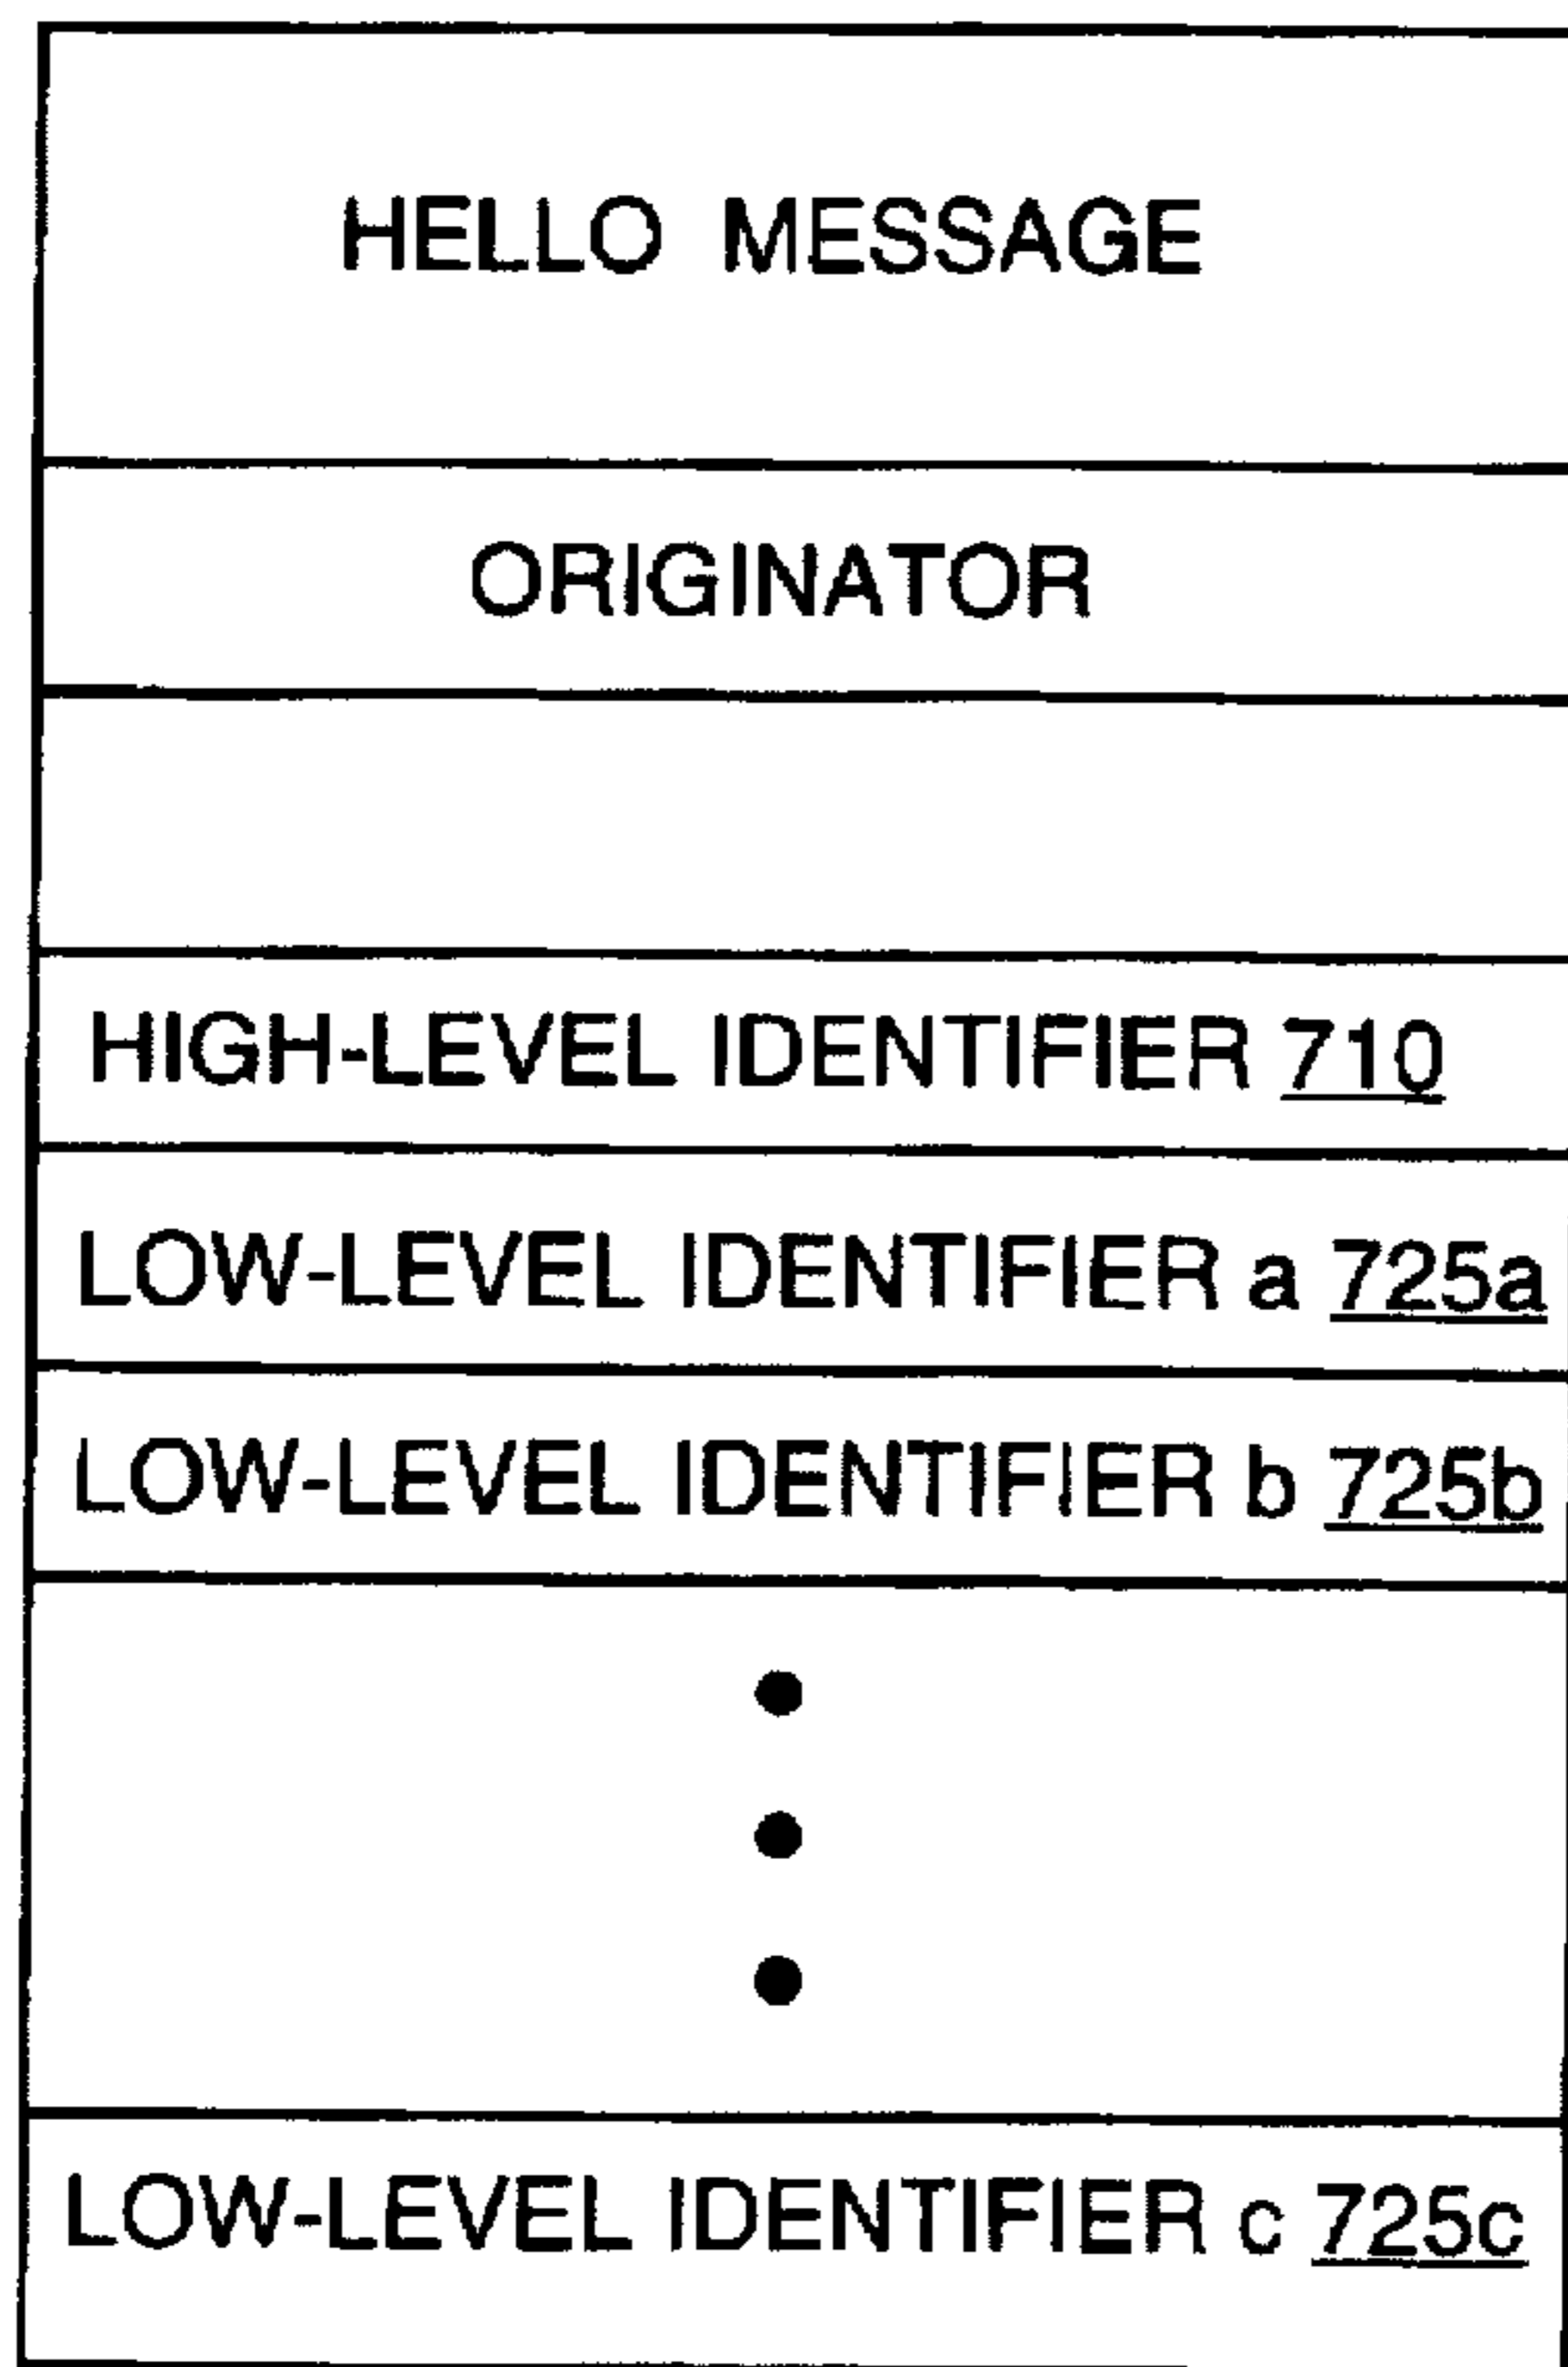 HELLO MESSAGE
ORIGINATOR
HIGH-LEVEL IDENTIFIER 710
LOW-LEVEL IDENTIFIER a 725a
LOW-LEVEL IDENTIFIER b 725b
LOW-LEVEL IDENTIFIER c 725c